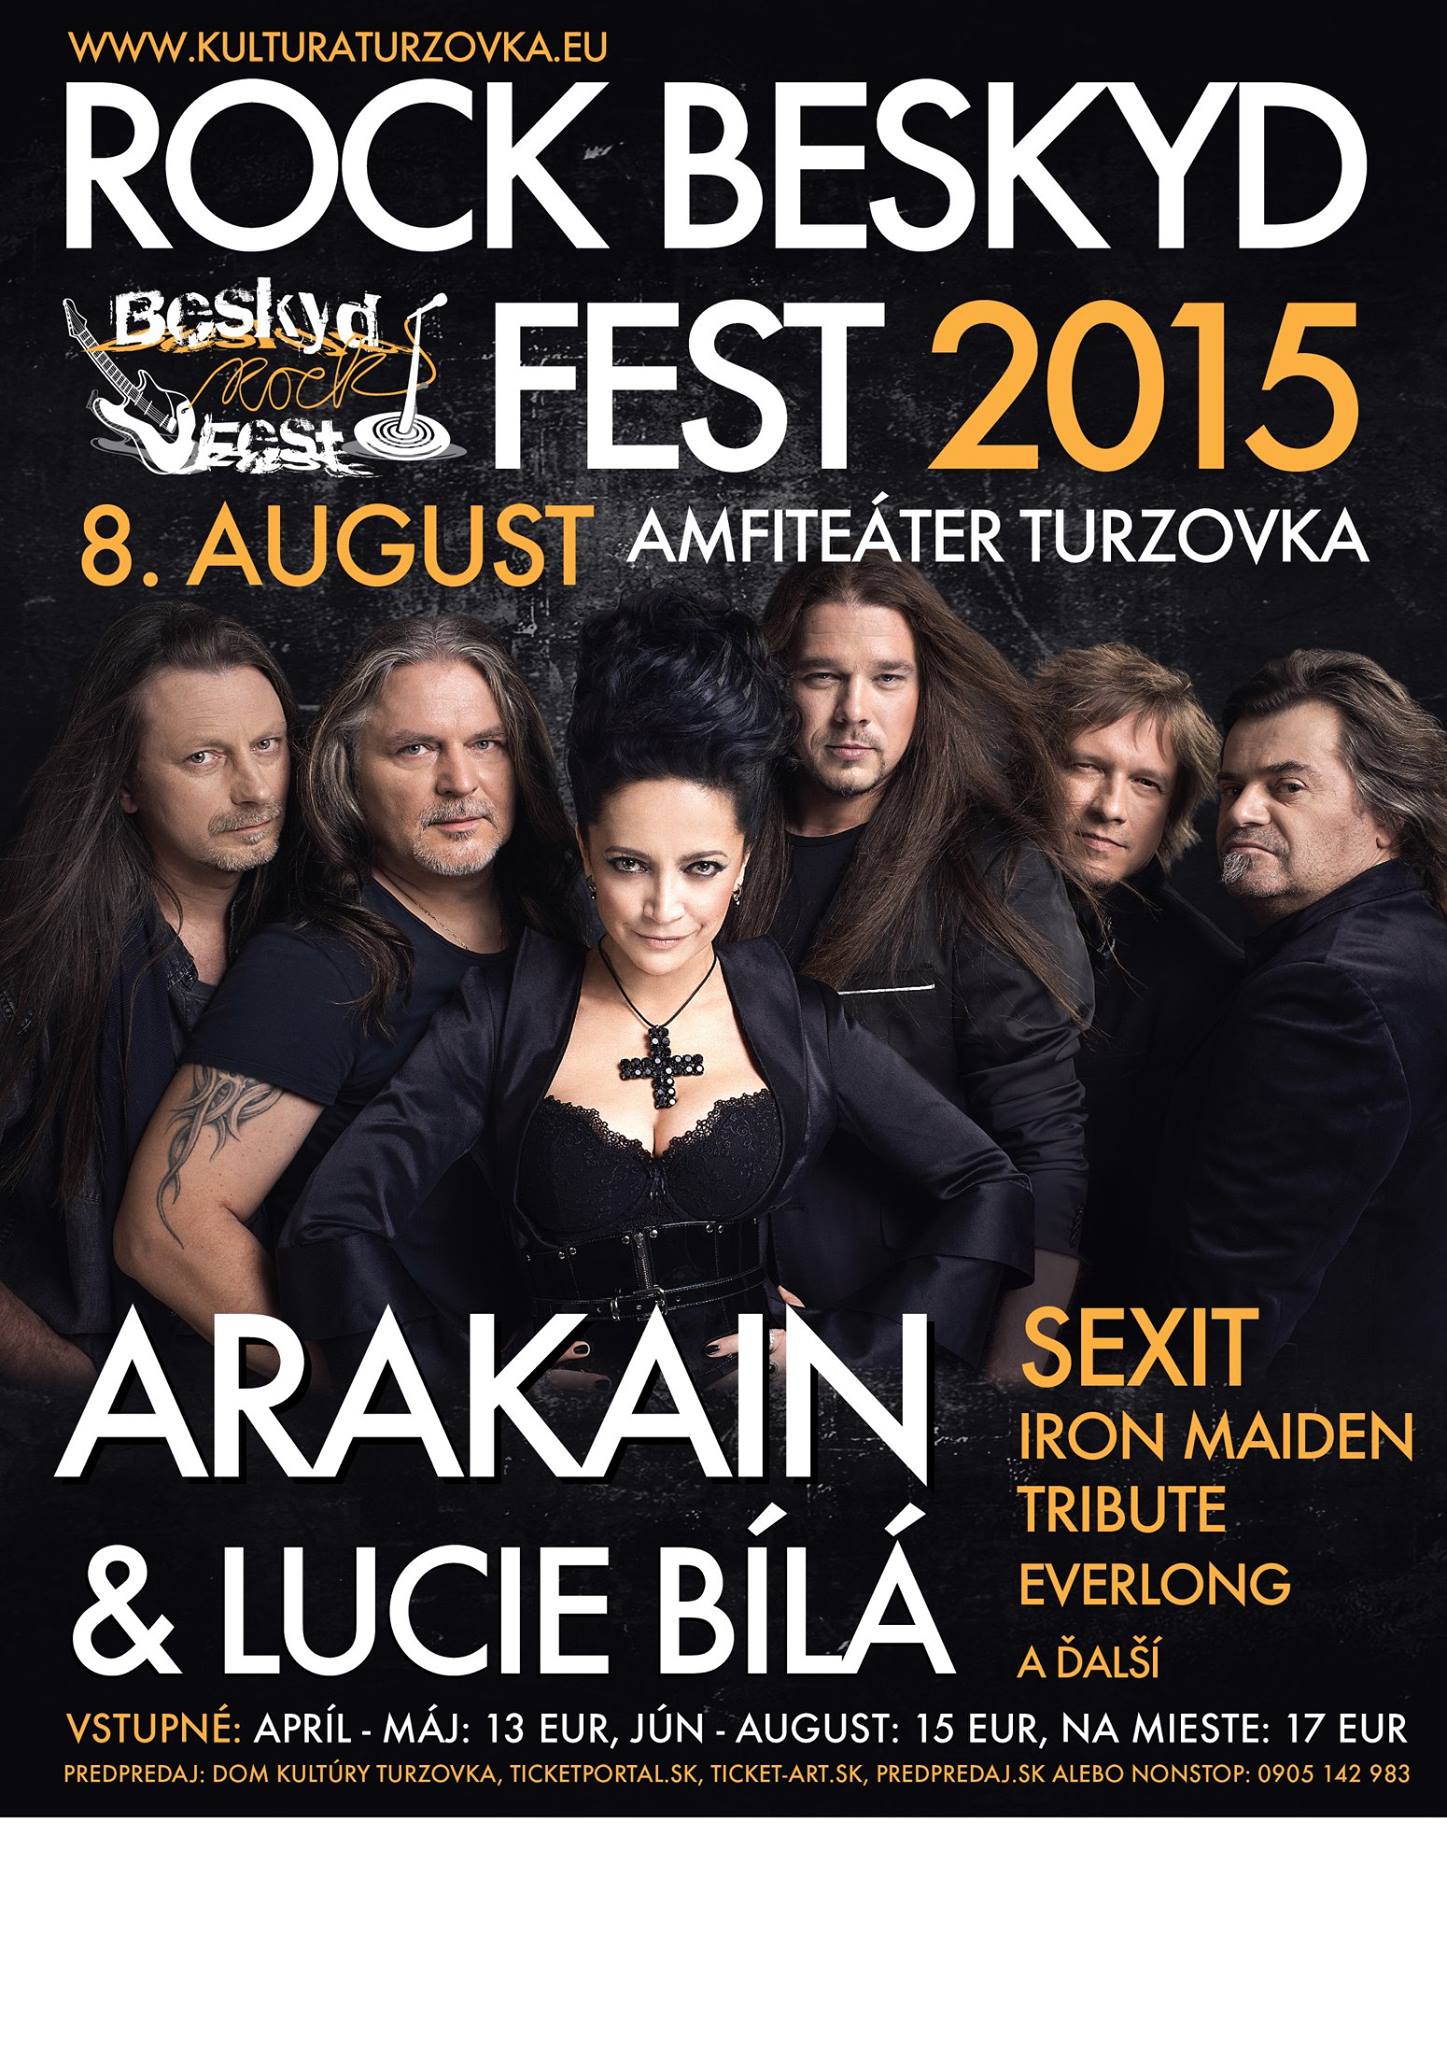 WWW.KULTURATURZOVKA.EU
ROCK BESKYD
Beskyd
Rock
Fest
FEST 2015
8. AUGUST AMFITEÁTER TURZOVKA
ARAKAIN
& LUCIE BÍLÁ
SEXIT
IRON MAIDEN
TRIBUTE
EVERLONG
A ĎALŠÍ
VSTUPNÉ: APRÍL - MÁJ: 13 EUR, JÚN - AUGUST: 15 EUR, NA MIESTE: 17 EUR
PREDPREDAJ: DOM KULTÚRY TURZOVKA, TICKETPORTAL.SK, TICKET-ART.SK, PREDPREDAJ.SK ALEBO NONSTOP: 0905 142 983